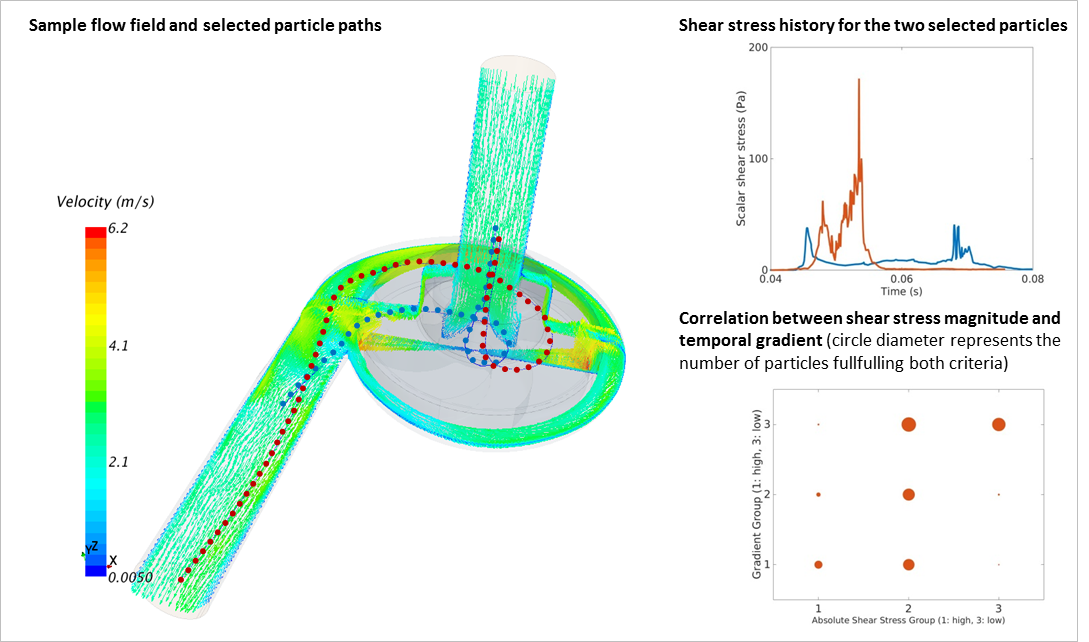 Sample flow field and selected particle paths
Velocity (m/s)
6.2
4.1
2.1
0.0050
Y Z
X
Shear stress history for the two selected particles
Scalar shear stress (Pa)
200
100
0
0.04 0.06 0.08
Time (s)
Correlation between shear stress magnitude and
temporal gradient (circle diameter represents the
number of particles fullfulling both criteria)
Gradient Group (1: high, 3: low)
3
2
1
1 2 3
Absolute Shear Stress Group (1: high, 3: low)